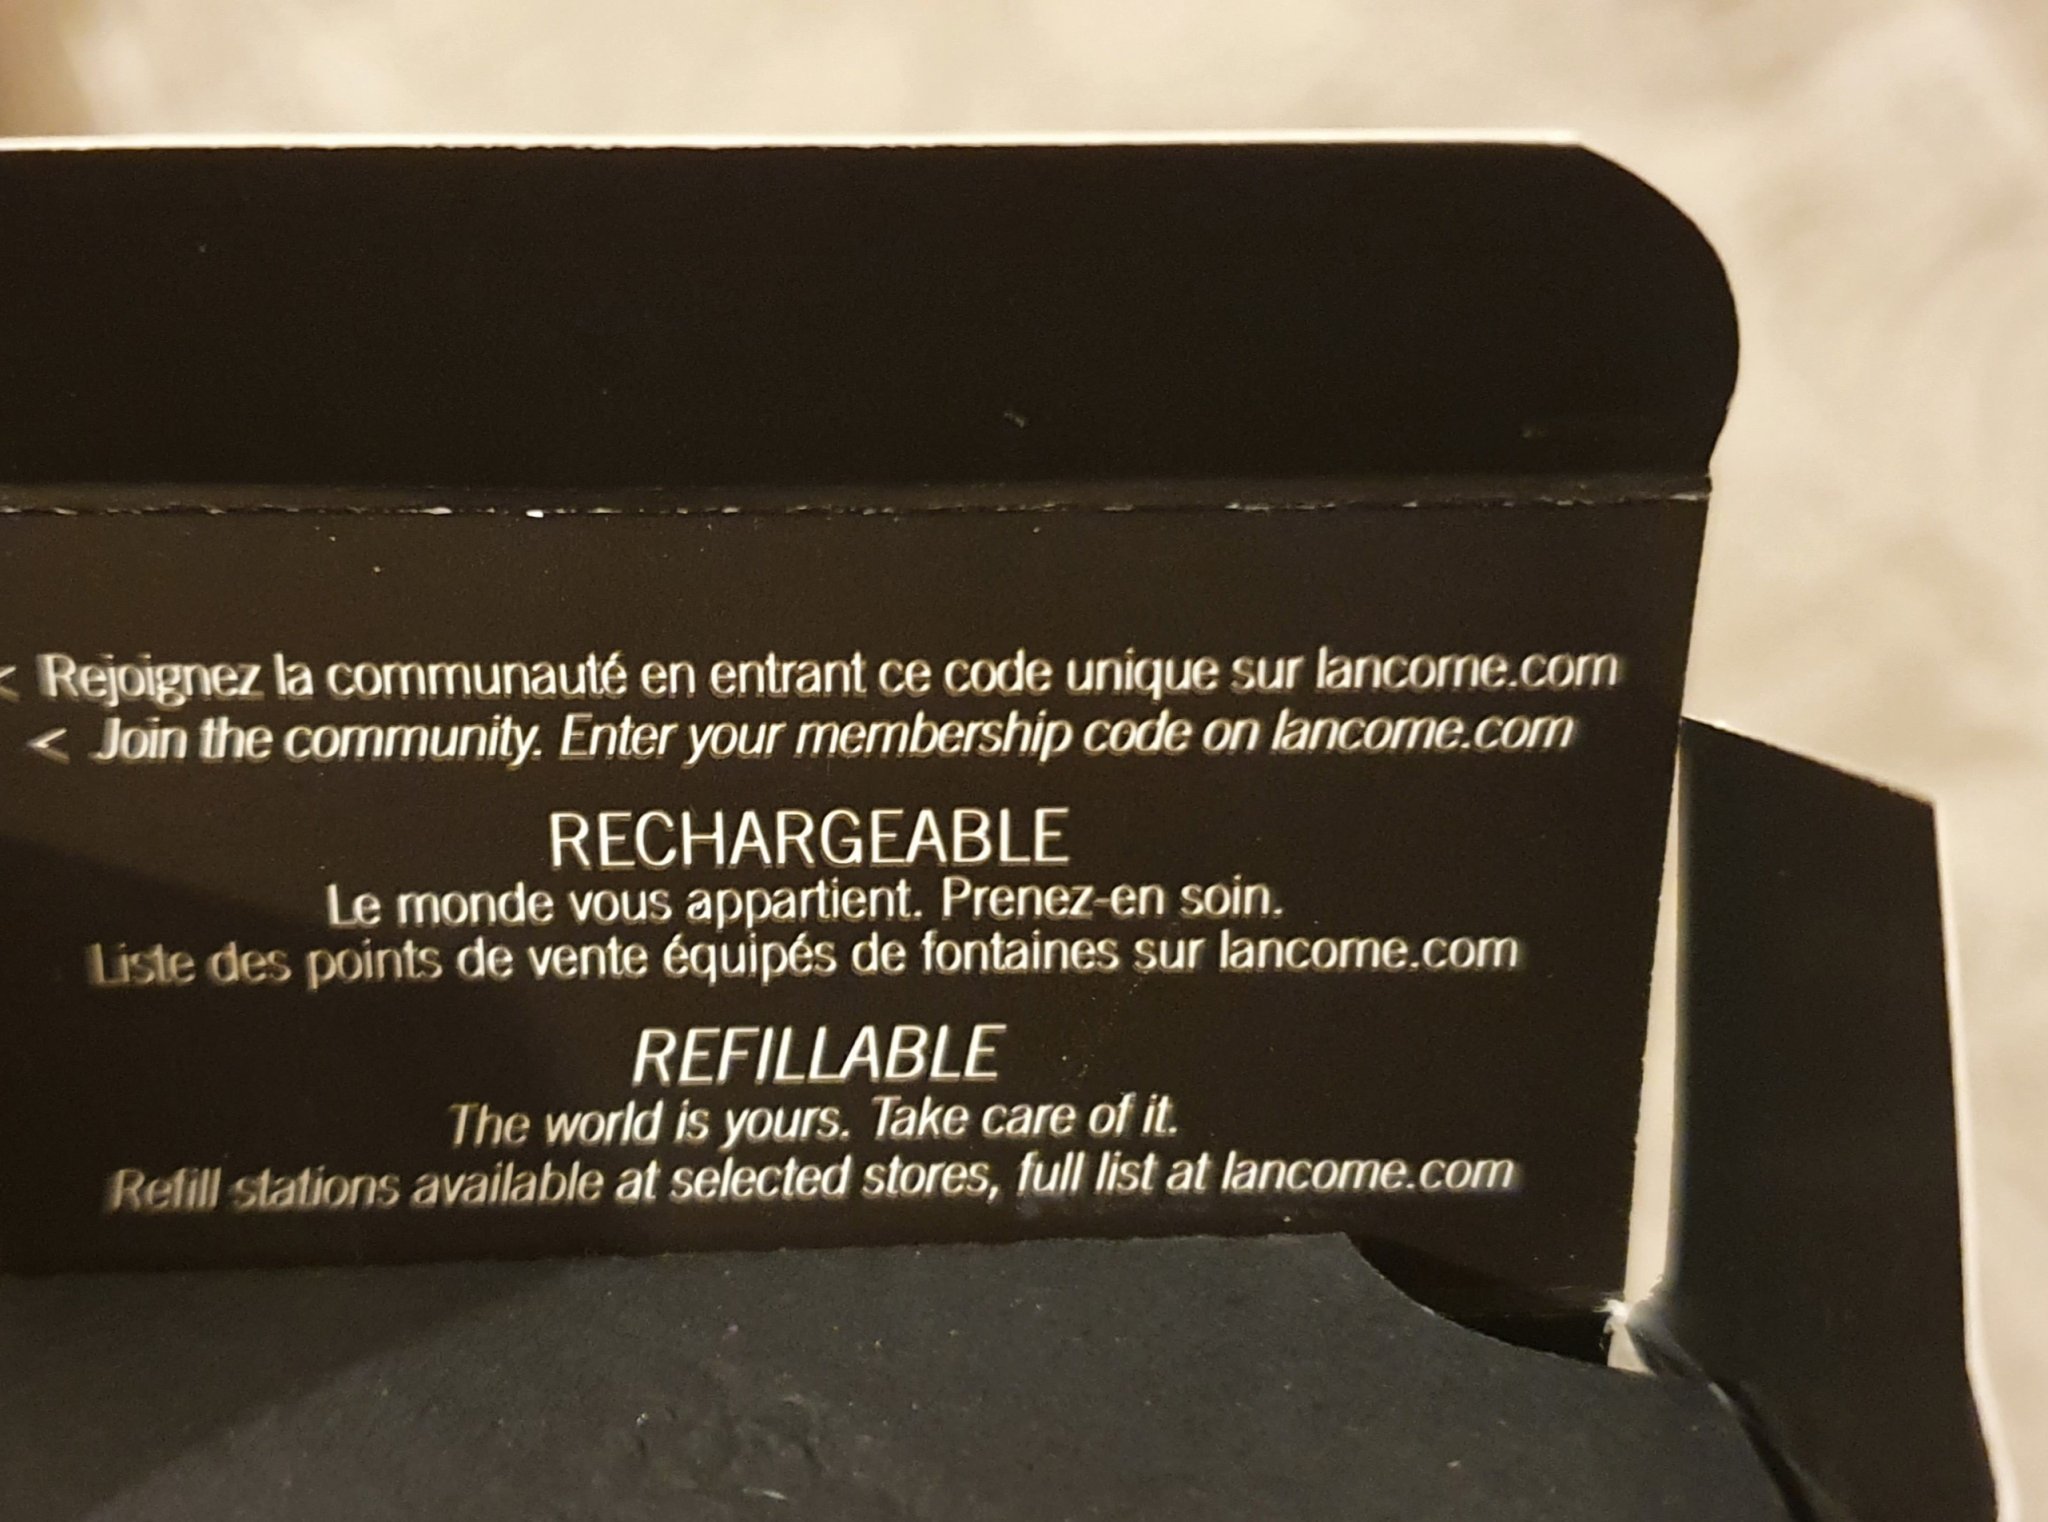 < Rejoignez la communauté en entrant ce code unique sur lancome.com
< Join the community. Enter your membership code on lancome.com
RECHARGEABLE
Le monde vous appartient. Prenez-en soin.
Liste des points de vente équipés de fontaines sur lancome.com
REFILLABLE
The world is yours. Take care of it.
Refill stations available at selected stores, full list at lancome.com